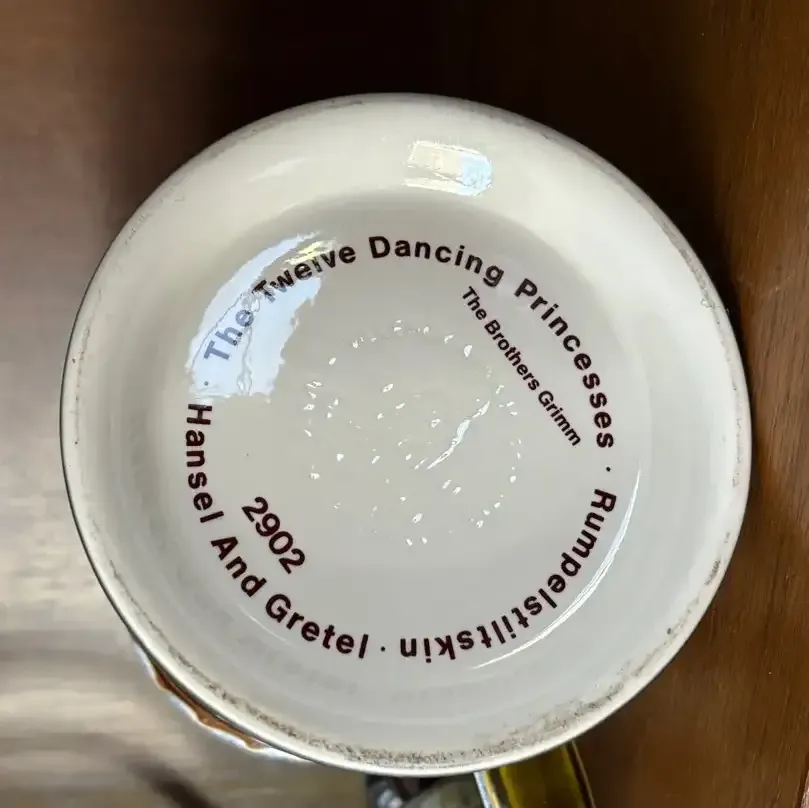 The Twelve Dancing Princesses ·
The Brothers Grimm
Rumpelstiltskin ·
Hansel And Gretel ·
2902